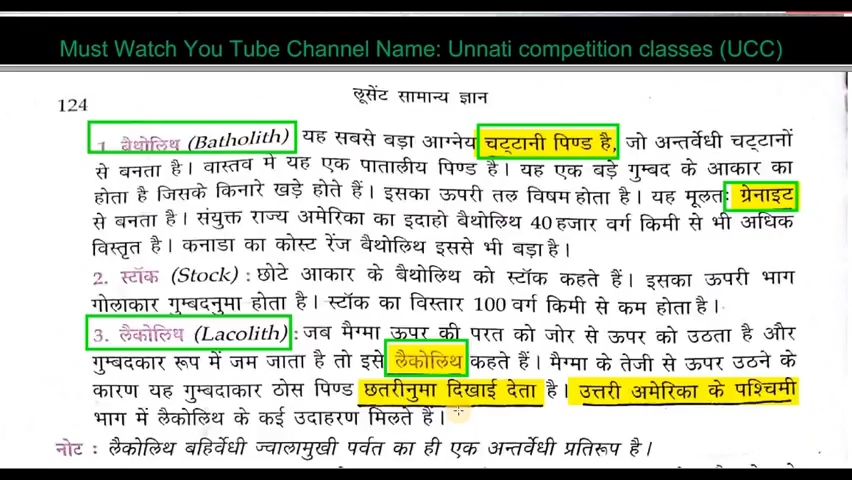 Must Watch You Tube Channel Name: Unnati competition classes (UCC)
124
लूसेंट सामान्य ज्ञान
1. बैथोलिथ (Batholith) यह सबसे बड़ा आग्नेय चट्टानी पिण्ड है, जो अन्तर्वेधी चट्टानों
से बनता है। वास्तव में यह एक पातालीय पिण्ड है। यह एक बड़े गुम्बद के आकार का
होता है जिसके किनारे खड़े होते हैं। इसका ऊपरी तल विषम होता है। यह मूलतः ग्रेनाइट
से बनता है। संयुक्त राज्य अमेरिका का इदाहो बैथोलिथ 40 हजार वर्ग किमी से भी अधिक
विस्तृत है। कनाडा का कोस्ट रेंज बैथोलिथ इससे भी बड़ा है।
2. स्टॉक (Stock) : छोटे आकार के बैथोलिथ को स्टॉक कहते हैं। इसका ऊपरी भाग
गोलाकार गुम्बदनुमा होता है। स्टॉक का विस्तार 100 वर्ग किमी से कम होता है।
3. लैकोलिथ (Lacolith) : जब मैग्मा ऊपर की परत को जोर से ऊपर को उठता है और
गुम्बदकार रूप में जम जाता है तो इसे लैकोलिथ कहते हैं। मैग्मा के तेजी से ऊपर उठने के
कारण यह गुम्बदाकार ठोस पिण्ड छतरीनुमा दिखाई देता है। उत्तरी अमेरिका के पश्चिमी
भाग में लैकोलिथ के कई उदाहरण मिलते हैं।
नोट : लैकोलिथ बहिर्वेधी ज्वालामुखी पर्वत का ही एक अन्तर्वेधी प्रतिरूप है।